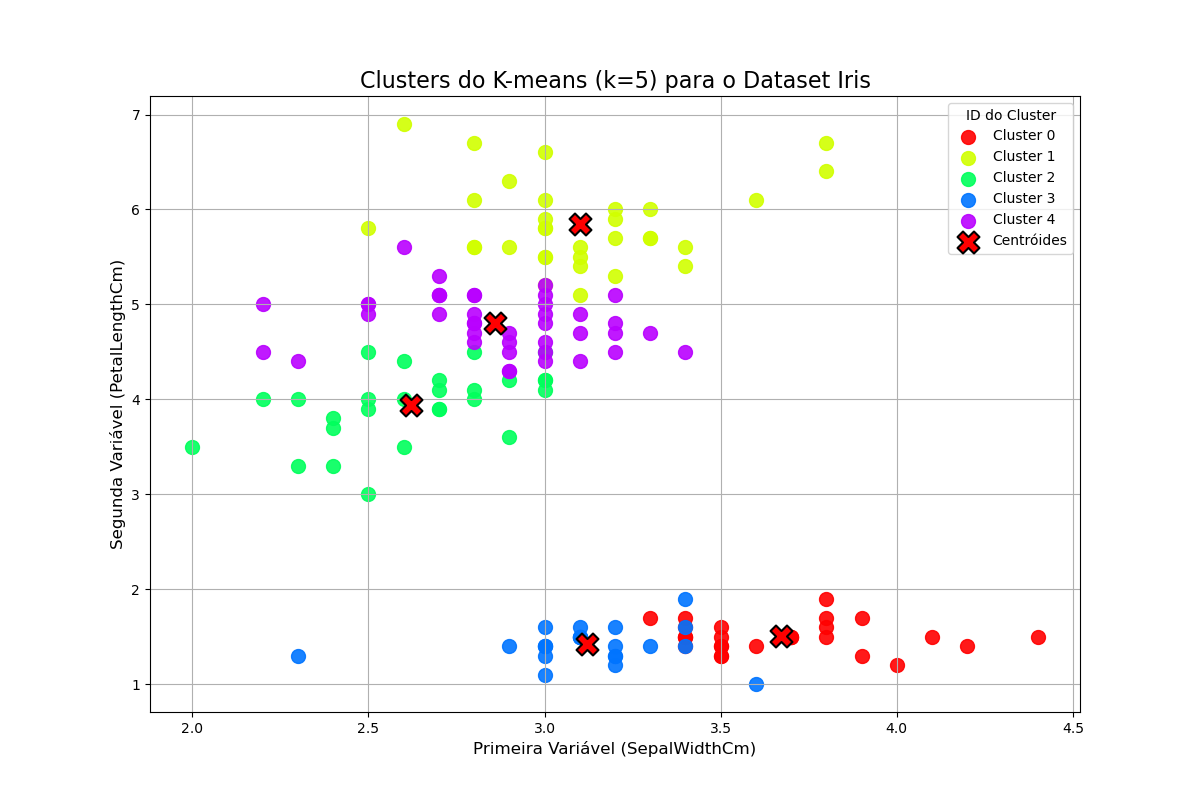 Clusters do K-means (k=5) para o Dataset Iris
ID do Cluster
Cluster 0
Cluster 1
Cluster 2
Cluster 3
Cluster 4
Centróides
Segunda Variável (PetalLengthCm)
7
6
5
4
3
2
1
2.0 2.5 3.0 3.5 4.0 4.5
Primeira Variável (SepalWidthCm)